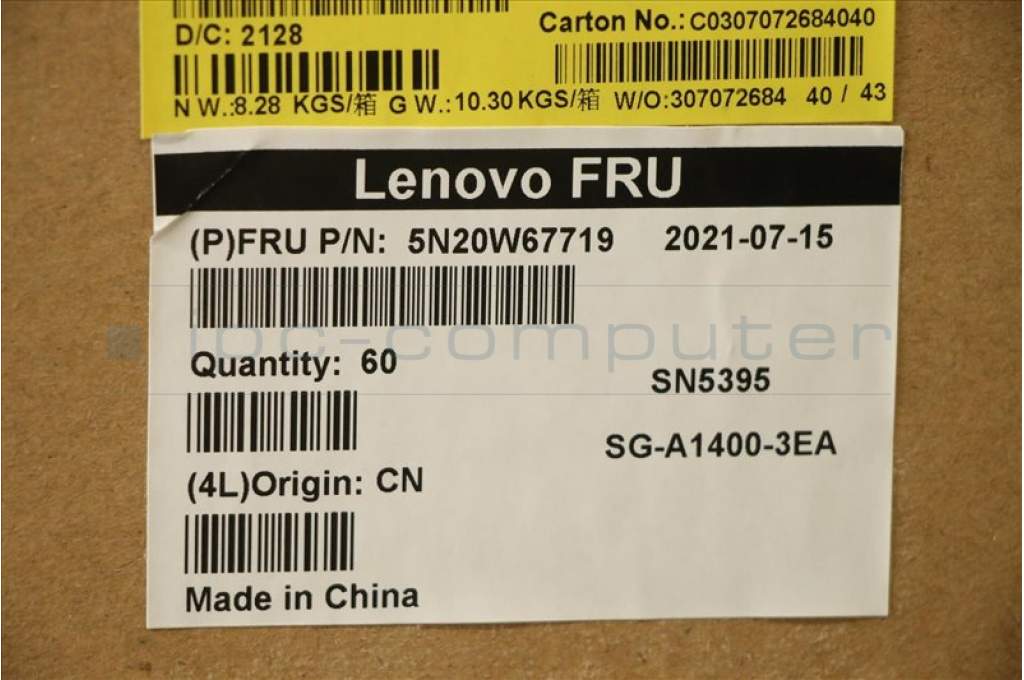 D/C: 2128
Carton No.: C0307072684040
N W.:8.28 KGS/箱 G W.:10.30 KGS/箱 W/O:307072684 40 / 43
Lenovo FRU
(P)FRU P/N: 5N20W67719 2021-07-15
ipc-computer
Quantity: 60
SN5395
SG-A1400-3EA
(4L)Origin: CN
Made in China